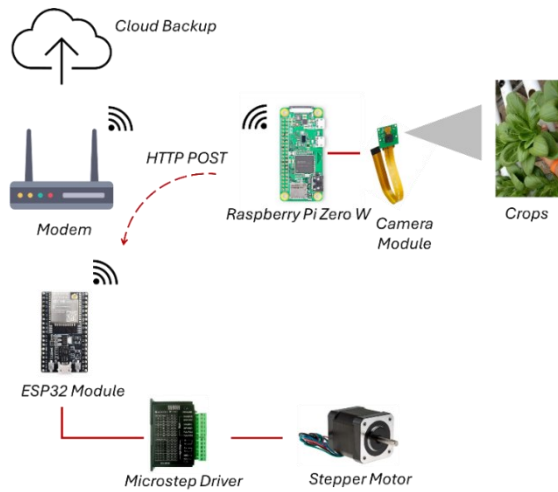 Cloud Backup
HTTP POST
Modem
Raspberry Pi Zero W
Camera
Module
Crops
ESP32 Module
Microstep Driver
Stepper Motor